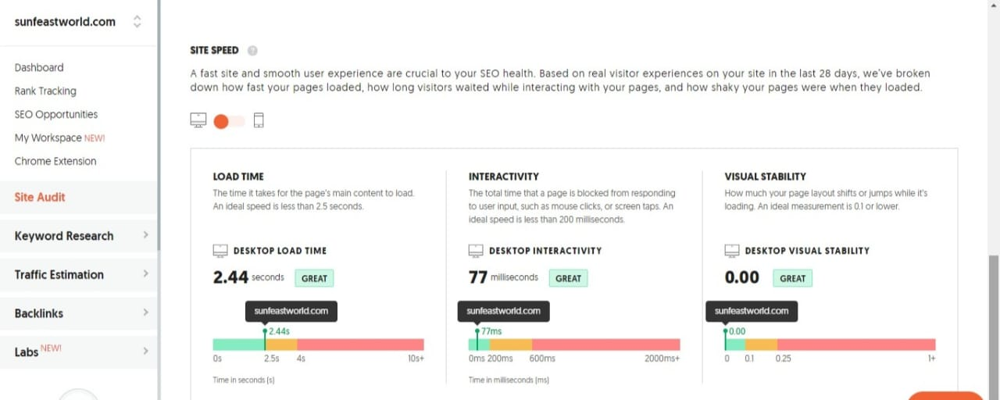 sunfeastworld.com
Dashboard
Rank Tracking
SEO Opportunities
My Workspace NEW!
Chrome Extension
Site Audit
Keyword Research
Traffic Estimation
Backlinks
Labs NEW!
SITE SPEED ?
A fast site and smooth user experience are crucial to your SEO health. Based on real visitor experiences on your site in the last 28 days, we've broken
down how fast your pages loaded, how long visitors waited while interacting with your pages, and how shaky your pages were when they loaded.
LOAD TIME
The time it takes for the page's main content to load.
An ideal speed is less than 2.5 seconds.
DESKTOP LOAD TIME
2.44 seconds GREAT
sunfeastworld.com
2.44s
0s 2.5s 4s 10s+
Time in seconds (s)
INTERACTIVITY
The total time that a page is blocked from responding
to user input, such as mouse clicks, or screen taps. An
ideal speed is less than 200 milliseconds.
DESKTOP INTERACTIVITY
77 milliseconds GREAT
sunfeastworld.com
77ms
0ms 200ms 600ms 2000ms+
Time in milliseconds (ms)
VISUAL STABILITY
How much your page layout shifts or jumps while it's
loading. An ideal measurement is 0.1 or lower.
DESKTOP VISUAL STABILITY
0.00 GREAT
sunfeastworld.com
0.00
0 0.1 0.25 1+